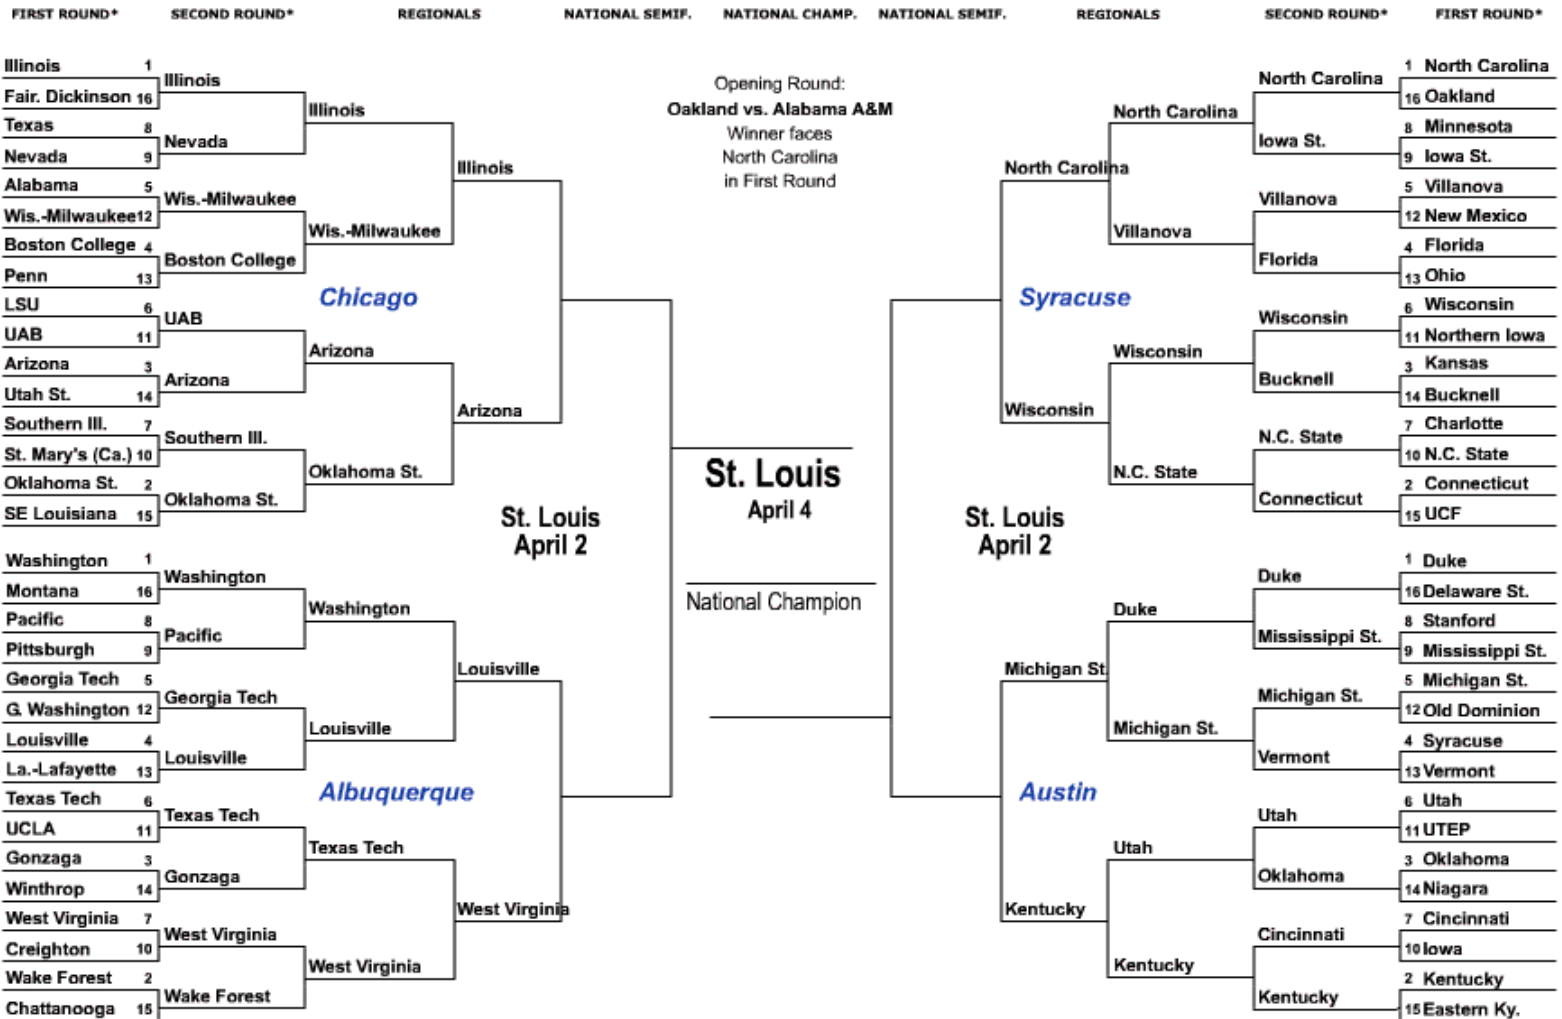 FIRST ROUND* SECOND ROUND* REGIONALS NATIONAL SEMIF. NATIONAL CHAMP. NATIONAL SEMIF. REGIONALS SECOND ROUND* FIRST ROUND*
Illinois 1
Fair. Dickinson 16
Texas 8
Nevada 9
Alabama 5
Wis.-Milwaukee 12
Boston College 4
Penn 13
LSU 6
UAB 11
Arizona 3
Utah St. 14
Southern Ill. 7
St. Mary's (Ca.) 10
Oklahoma St. 2
SE Louisiana 15
Washington 1
Montana 16
Pacific 8
Pittsburgh 9
Georgia Tech 5
G. Washington 12
Louisville 4
La.-Lafayette 13
Texas Tech 6
UCLA 11
Gonzaga 3
Winthrop 14
West Virginia 7
Creighton 10
Wake Forest 2
Chattanooga 15
Illinois
Nevada
Wis.-Milwaukee
Boston College
UAB
Arizona
Southern Ill.
Oklahoma St.
Washington
Pacific
Georgia Tech
Louisville
Texas Tech
Gonzaga
West Virginia
Wake Forest
Illinois
Wis.-Milwaukee
Chicago
Arizona
Oklahoma St.
Washington
Louisville
Albuquerque
Texas Tech
West Virginia
Illinois
Arizona
Louisville
West Virginia
St. Louis
April 2
Opening Round:
Oakland vs. Alabama A&M
Winner faces
North Carolina
in First Round
St. Louis
April 4
National Champion
St. Louis
April 2
North Carolina
Wisconsin
Michigan St.
Kentucky
Syracuse
Austin
North Carolina
Villanova
Wisconsin
N.C. State
Duke
Michigan St.
Utah
Kentucky
North Carolina
Iowa St.
Villanova
Florida
Wisconsin
Bucknell
N.C. State
Connecticut
Duke
Mississippi St.
Michigan St.
Vermont
Utah
Oklahoma
Cincinnati
Kentucky
1 North Carolina
16 Oakland
8 Minnesota
9 Iowa St.
5 Villanova
12 New Mexico
4 Florida
13 Ohio
6 Wisconsin
11 Northern Iowa
3 Kansas
14 Bucknell
7 Charlotte
10 N.C. State
2 Connecticut
15 UCF
1 Duke
16 Delaware St.
8 Stanford
9 Mississippi St.
5 Michigan St.
12 Old Dominion
4 Syracuse
13 Vermont
6 Utah
11 UTEP
3 Oklahoma
14 Niagara
7 Cincinnati
10 Iowa
2 Kentucky
15 Eastern Ky.